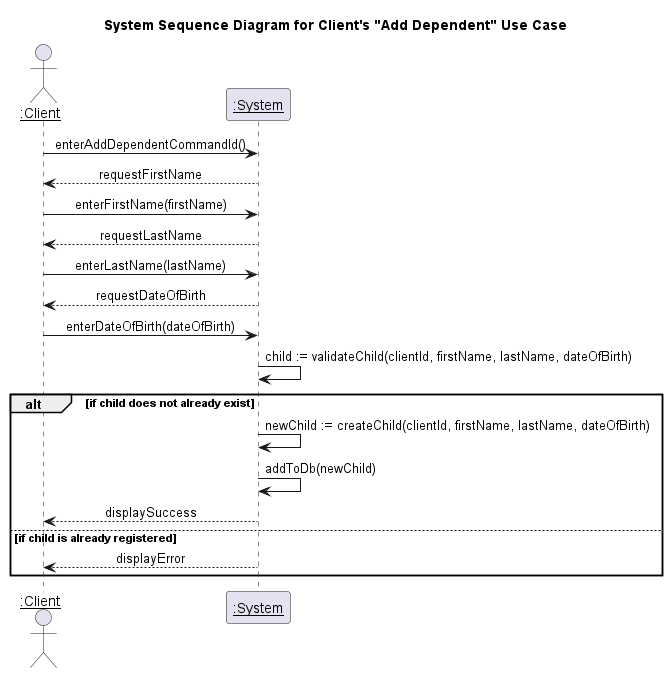 System Sequence Diagram for Client's "Add Dependent" Use Case
:Client
:System
enterAddDependentCommandId()
requestFirstName
enterFirstName(firstName)
requestLastName
enterLastName(lastName)
requestDateOfBirth
enterDateOfBirth(dateOfBirth)
child := validateChild(clientId, firstName, lastName, dateOfBirth)
alt [if child does not already exist]
newChild := createChild(clientId, firstName, lastName, dateOfBirth)
addToDb(newChild)
displaySuccess
[if child is already registered]
displayError
:Client
:System